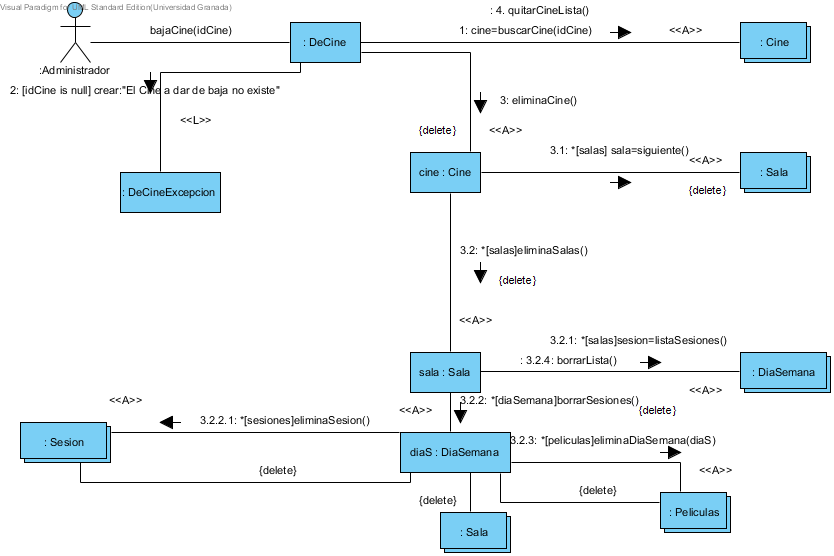 Visual Paradigm for UML Standard Edition(Universidad Granada)
: 4. quitarCineLista()
bajaCine(idCine)
1: cine=buscarCine(idCine)
<<A>>
: DeCine
: Cine
:Administrador
2: [idCine is null] crear:"El Cine a dar de baja no existe"
3: eliminaCine()
<<L>>
{delete}
<<A>>
3.1: *[salas] sala=siguiente()
<<A>>
cine : Cine
: Sala
: DeCineExcepcion
{delete}
3.2: *[salas]eliminaSalas()
{delete}
<<A>>
3.2.1: *[salas]sesion=listaSesiones()
: 3.2.4: borrarLista()
sala : Sala
: DiaSemana
<<A>>
<<A>>
3.2.2: *[diaSemana]borrarSesiones()
<<A>>
{delete}
3.2.2.1: *[sesiones]eliminaSesion()
: Sesion
3.2.3: *[peliculas]eliminaDiaSemana(diaS)
diaS : DiaSemana
{delete}
<<A>>
{delete}
{delete}
: Peliculas
: Sala